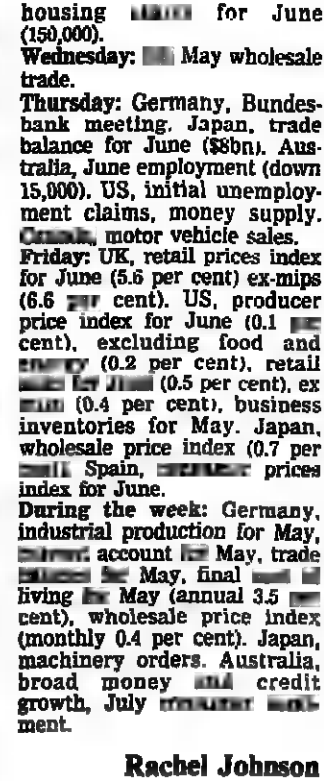 housing for June
(150,000).
Wednesday: May wholesale
trade.
Thursday: Germany, Bundes-
bank meeting. Japan, trade
balance for June ($8bn). Aus-
tralia, June employment (down
15,000). US, initial unemploy-
ment claims, money supply.
motor vehicle sales.
Friday: UK, retail prices index
for June (5.6 per cent) ex-mips
(6.6 cent). US, producer
price index for June (0.1
cent), excluding food and
(0.2 per cent), retail
(0.5 per cent), ex
(0.4 per cent), business
inventories for May. Japan,
wholesale price index (0.7 per
Spain, prices
index for June.
During the week: Germany,
industrial production for May,
account May, trade
May, final
living May (annual 3.5
cent), wholesale price index
(monthly 0.4 per cent). Japan,
machinery orders. Australia,
broad money credit
growth, July
ment.
Rachel Johnson